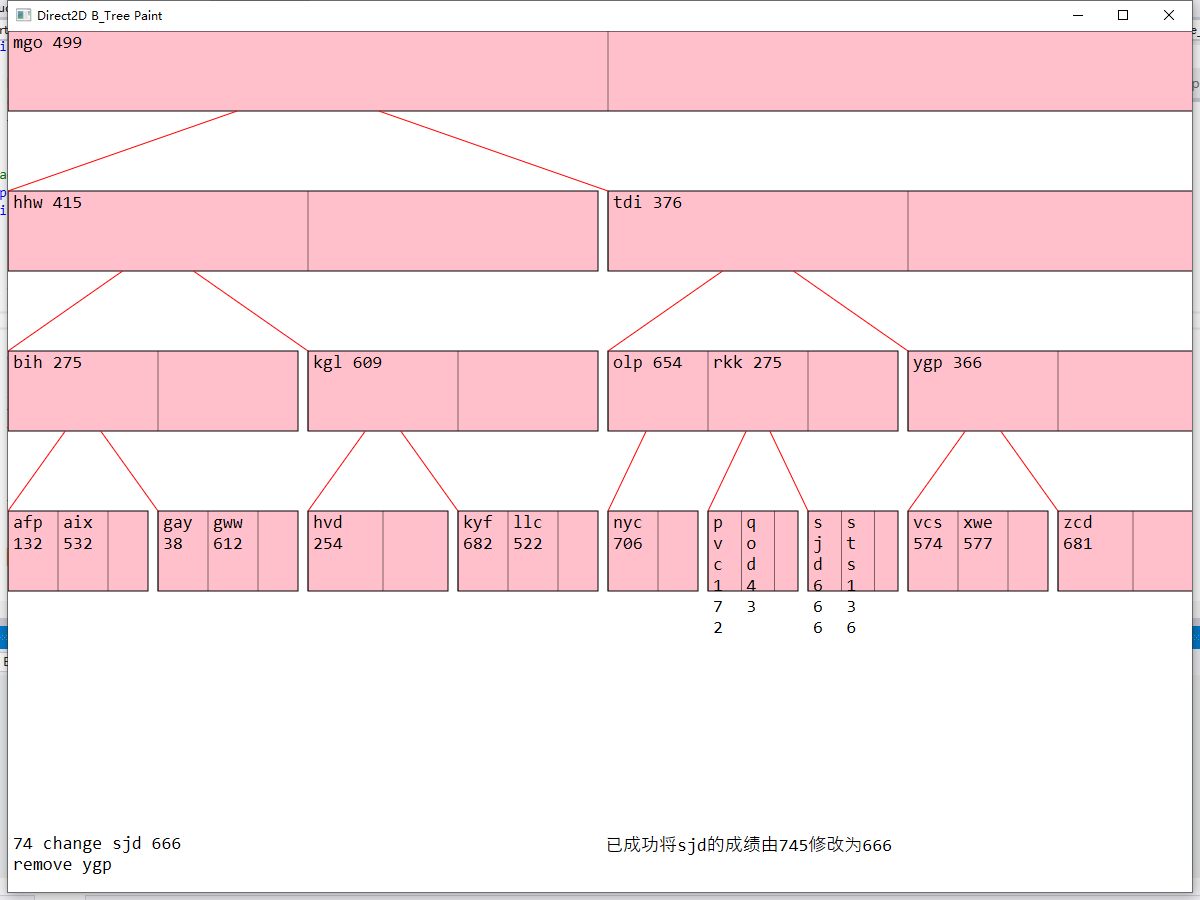 Direct2D B_Tree Paint
mgo 499
hhw 415
tdi 376
bih 275
kgl 609
olp 654
rkk 275
ygp 366
afp
132
aix
532
gay
38
gww
612
hvd
254
kyf
682
llc
522
nyc
706
p
v
c
1
7
2
q
o
d
4
3
s
j
d
6
6
6
s
t
s
1
3
6
vcs
574
xwe
577
zcd
681
74 change sjd 666
remove ygp
已成功将sjd的成绩由745修改为666